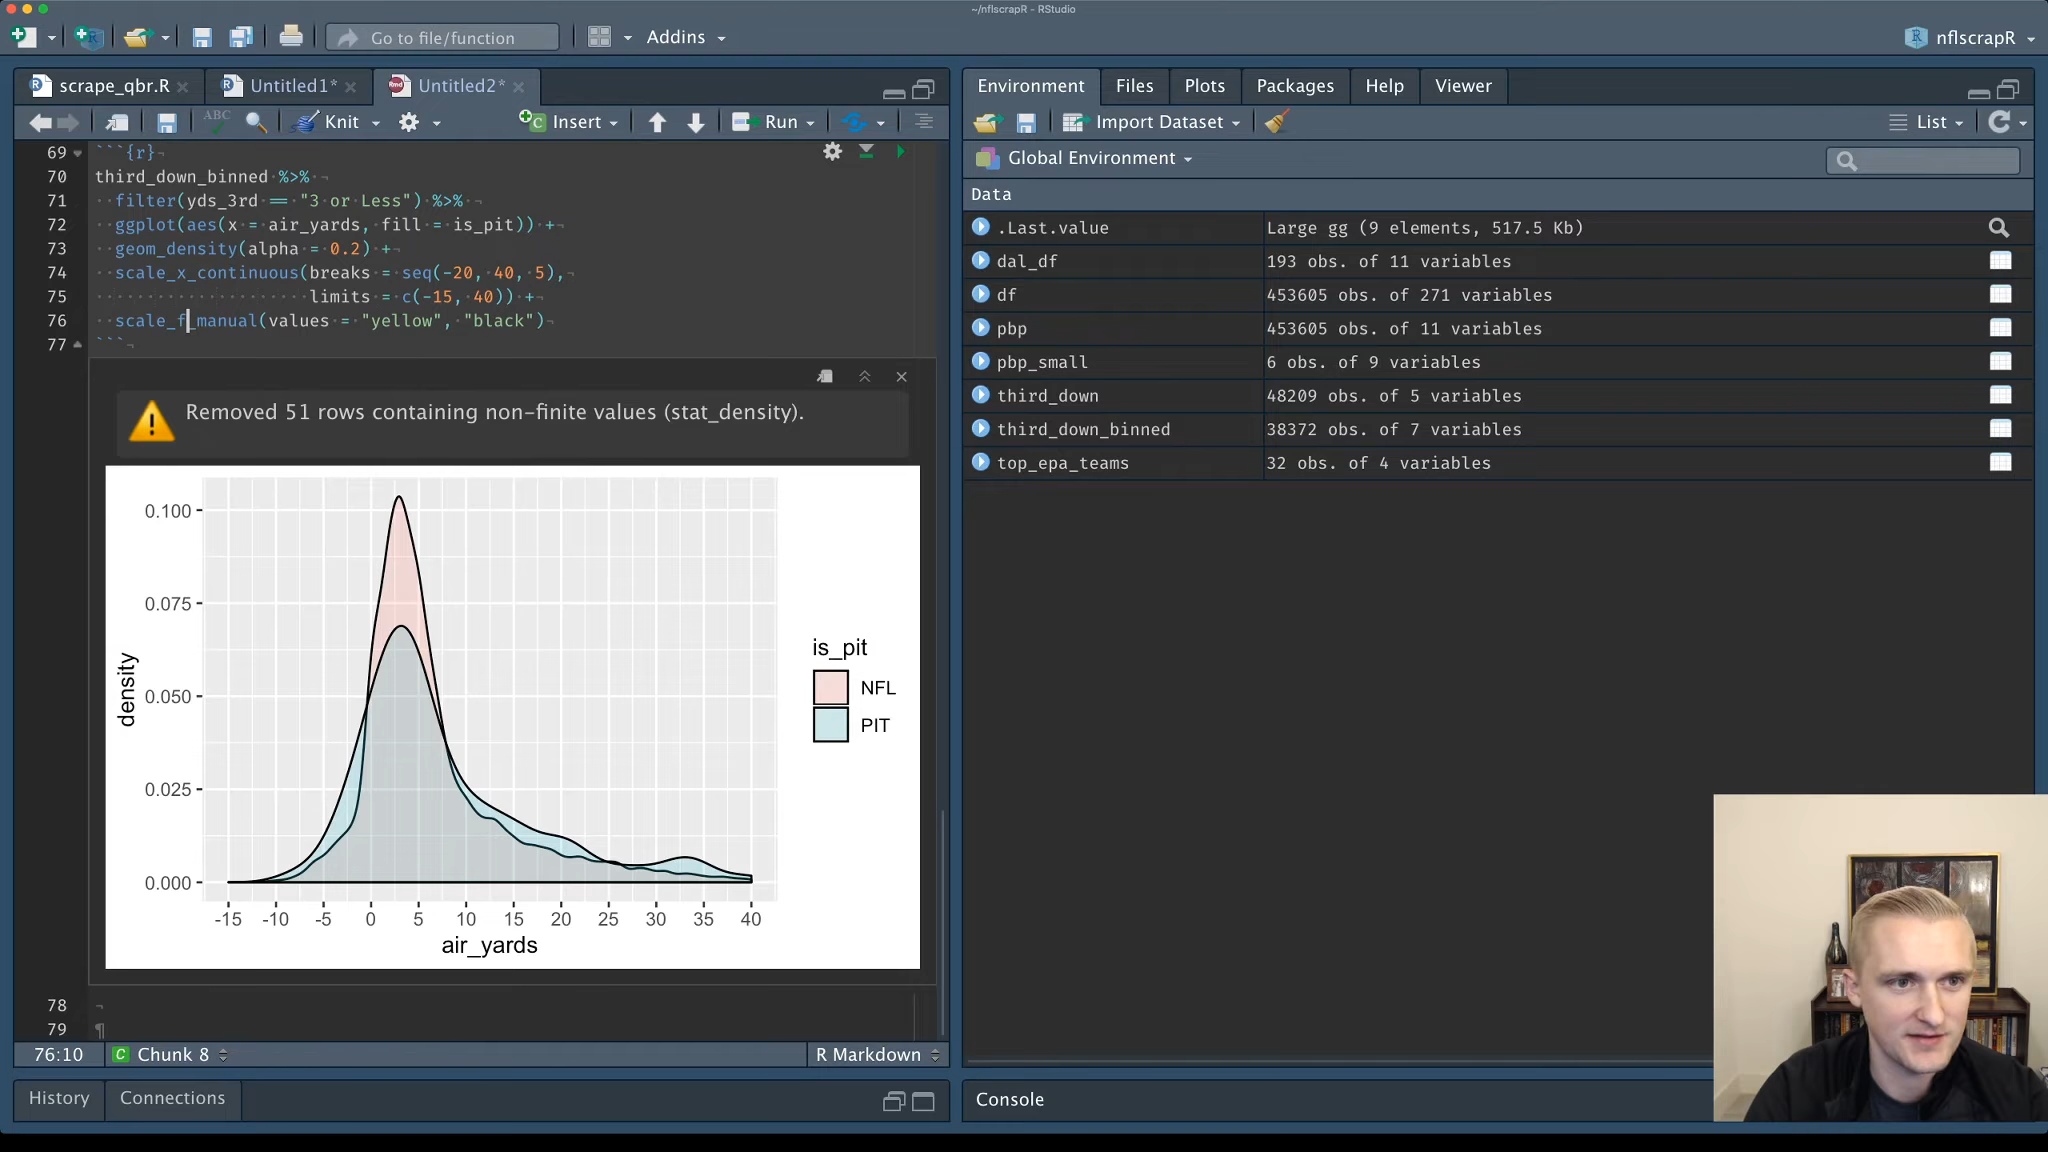 ~/nflscrapR - RStudio
Go to file/function
Addins
nflscrapR
scrape_qbr.R
Untitled1*
Untitled2*
ABC
Knit
Insert
Run
69 ```{r}¬
70 third_down_binned·%>%·¬
71 ··filter(yds_3rd·==·"3·or·Less")·%>%·¬
72 ··ggplot(aes(x·=·air_yards,·fill·=·is_pit))·+¬
73 ··geom_density(alpha·=·0.2)·+¬
74 ··scale_x_continuous(breaks·=·seq(-20,·40,·5),¬
75 ·····················limits·=·c(-15,·40))·+¬
76 ··scale_f_manual(values·=·"yellow",·"black")¬
77 ```¬
Removed 51 rows containing non-finite values (stat_density).
density
0.100
0.075
0.050
0.025
0.000
-15 -10 -5 0 5 10 15 20 25 30 35 40
air_yards
is_pit
NFL
PIT
78 ¬
79 ¶
76:10
C Chunk 8
R Markdown
History
Connections
Environment
Files
Plots
Packages
Help
Viewer
Import Dataset
List
Global Environment
Data
.Last.value Large gg (9 elements, 517.5 Kb)
dal_df 193 obs. of 11 variables
df 453605 obs. of 271 variables
pbp 453605 obs. of 11 variables
pbp_small 6 obs. of 9 variables
third_down 48209 obs. of 5 variables
third_down_binned 38372 obs. of 7 variables
top_epa_teams 32 obs. of 4 variables
Console